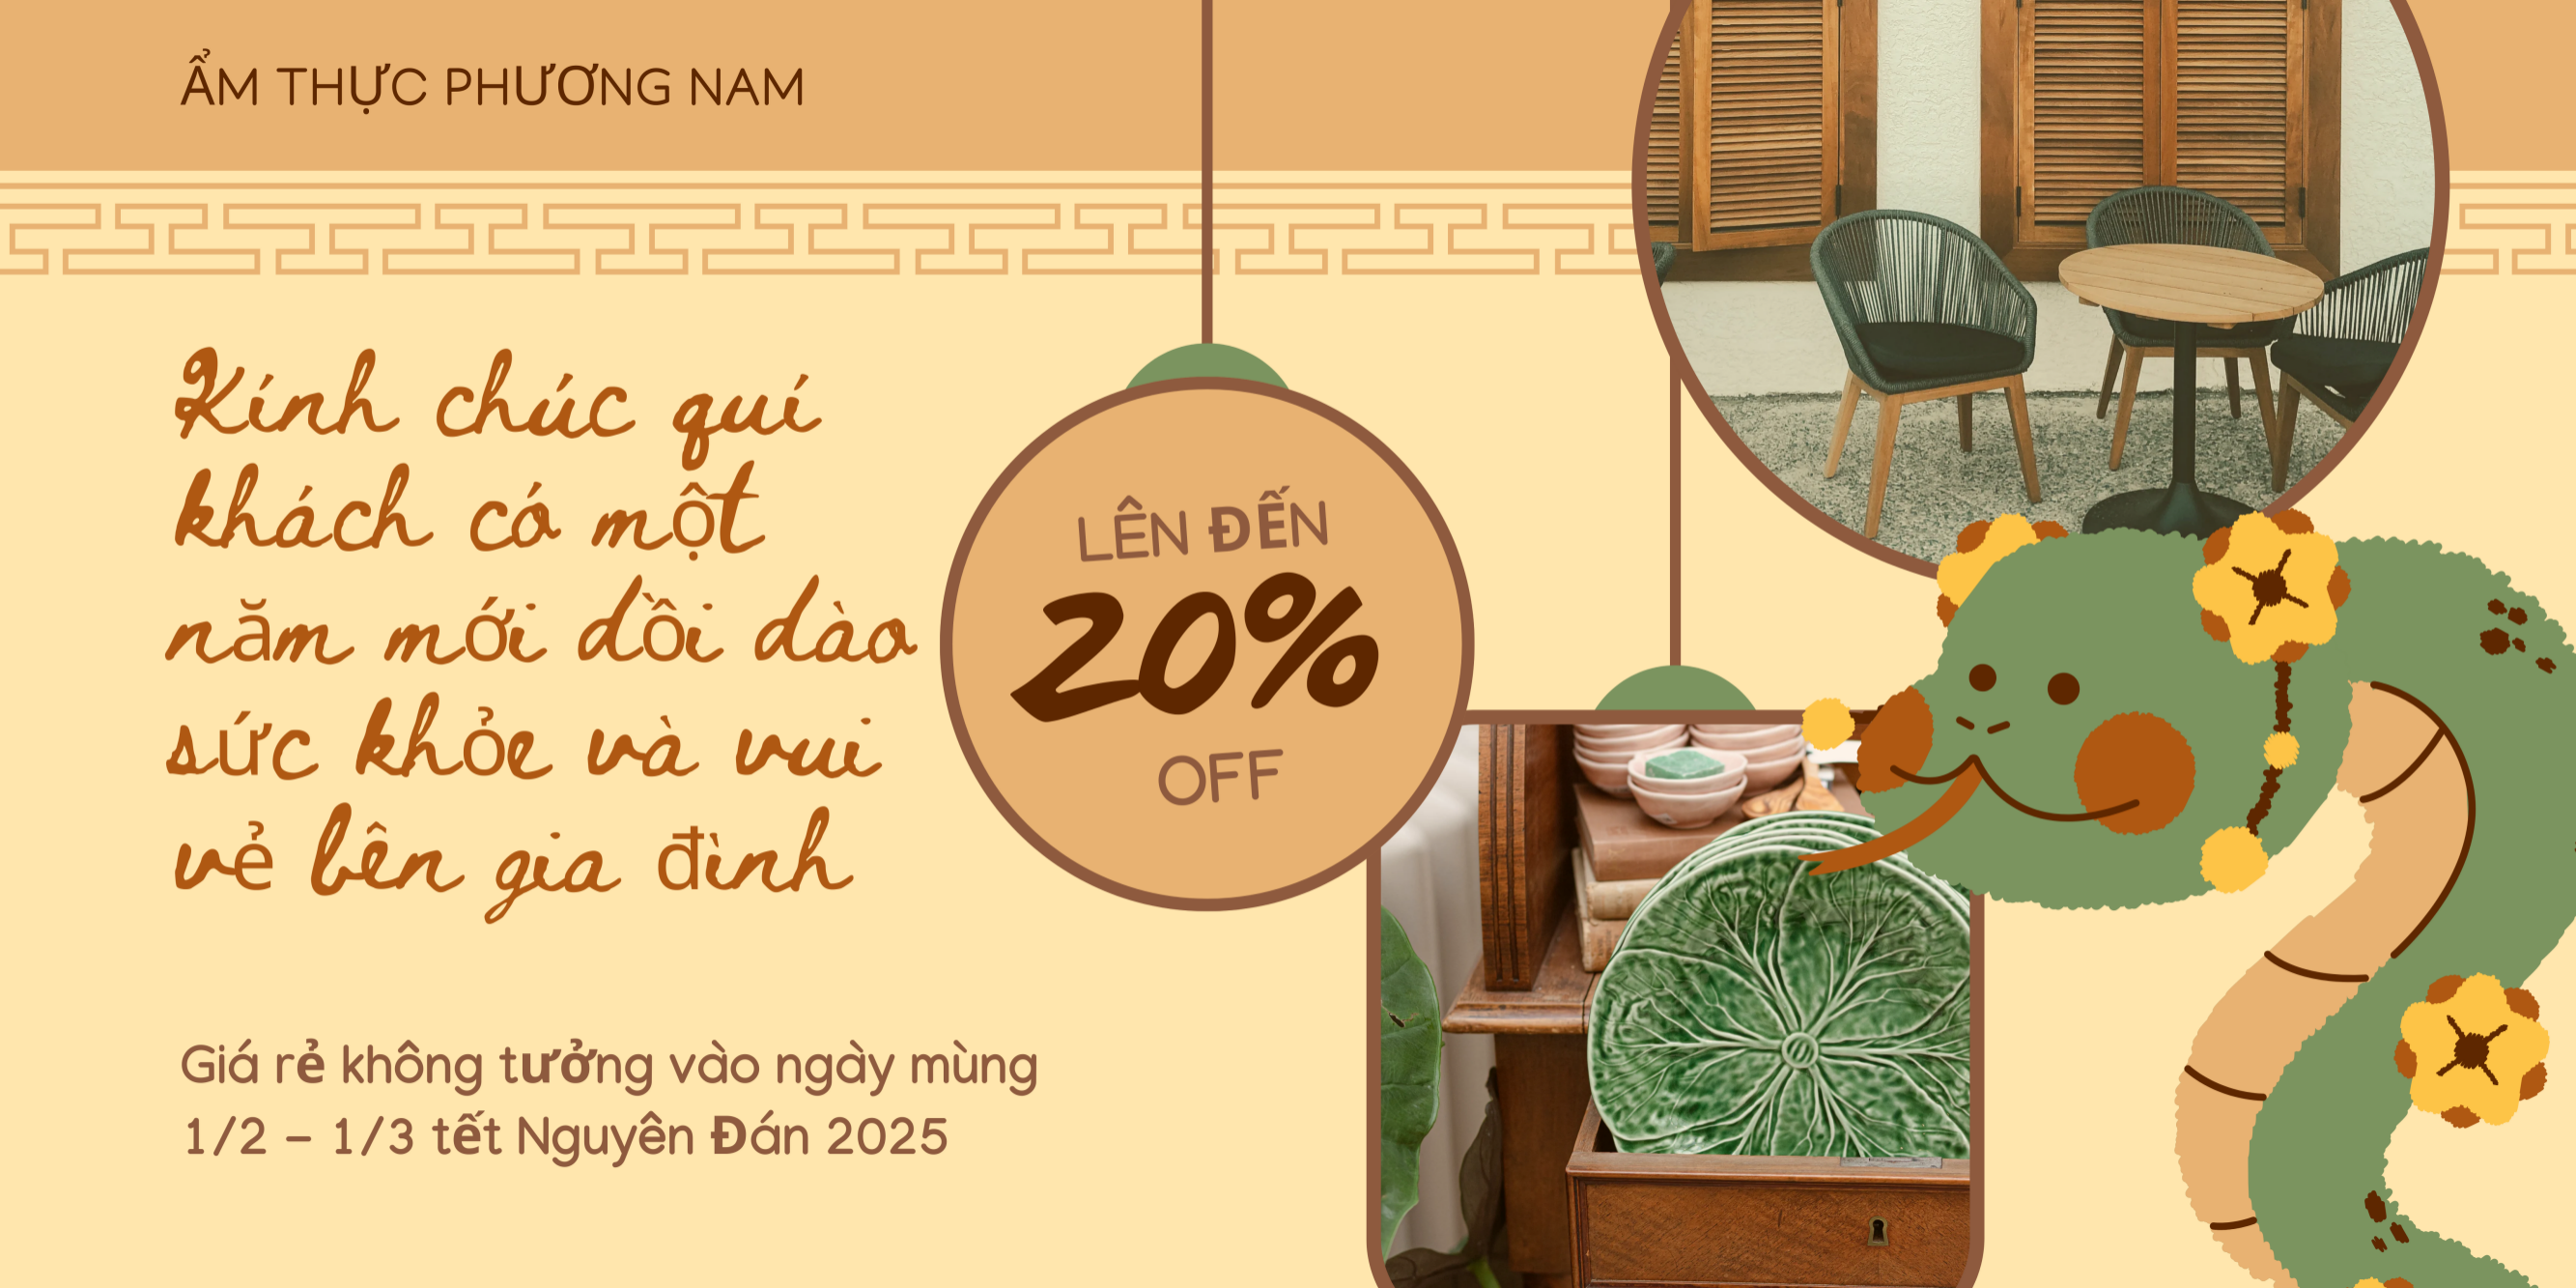 ẨM THỰC PHƯƠNG NAM
Kính chúc quí
khách có một
năm mới dồi dào
sức khỏe và vui
vẻ bên gia đình
LÊN ĐẾN
20%
OFF
Giá rẻ không tưởng vào ngày mùng
1/2 - 1/3 tết Nguyên Đán 2025